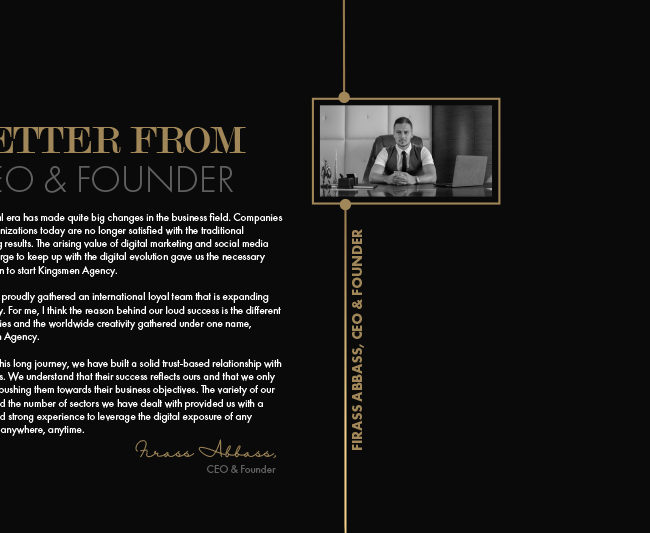 ETTER FROM
EO & FOUNDER
al era has made quite big changes in the business field. Companies
nizations today are no longer satisfied with the traditional
g results. The arising value of digital marketing and social media
rge to keep up with the digital evolution gave us the necessary
n to start Kingsmen Agency.
proudly gathered an international loyal team that is expanding
y. For me, I think the reason behind our loud success is the different
ies and the worldwide creativity gathered under one name,
n Agency.
his long journey, we have built a solid trust-based relationship with
s. We understand that their success reflects ours and that we only
pushing them towards their business objectives. The variety of our
d the number of sectors we have dealt with provided us with a
d strong experience to leverage the digital exposure of any
anywhere, anytime.
Firass Abbass,
CEO & Founder
FIRASS ABBASS, CEO & FOUNDER